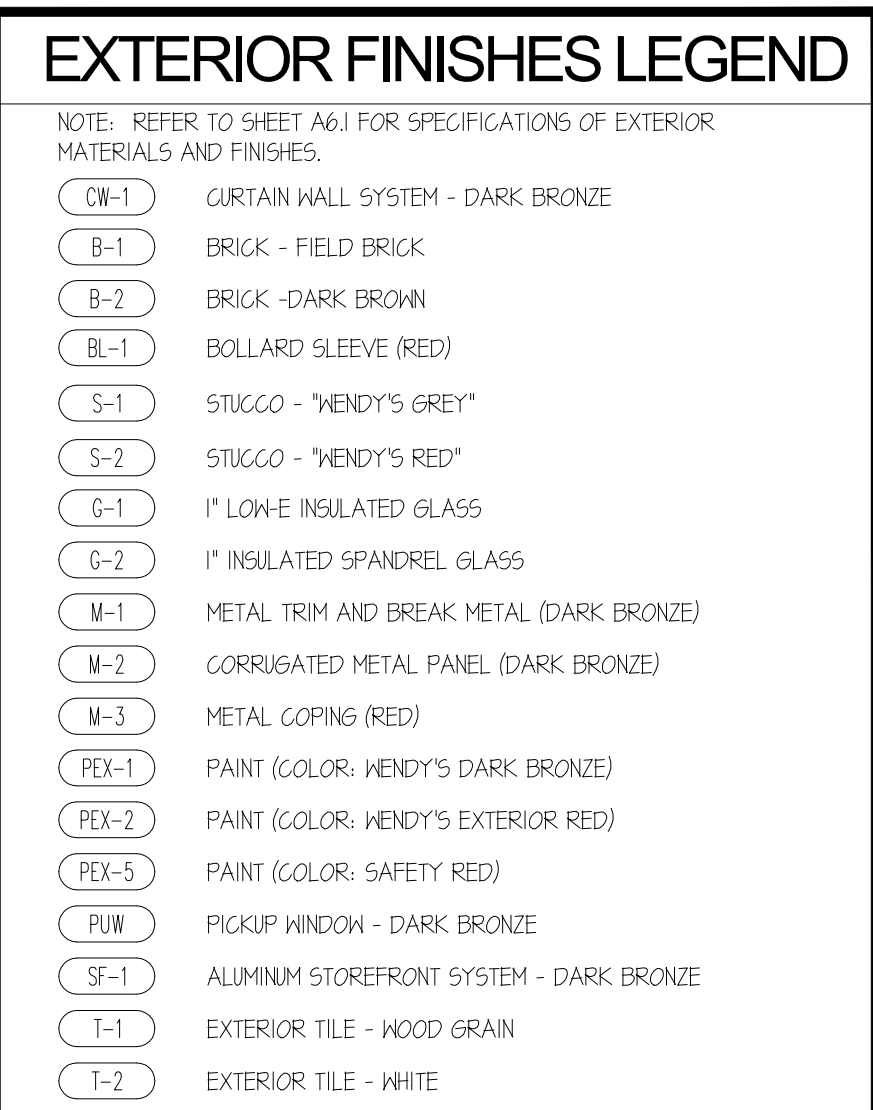 EXTERIOR FINISHES LEGEND
NOTE: REFER TO SHEET A6.1 FOR SPECIFICATIONS OF EXTERIOR
MATERIALS AND FINISHES.
CW-1 CURTAIN WALL SYSTEM - DARK BRONZE
B-1 BRICK - FIELD BRICK
B-2 BRICK -DARK BROWN
BL-1 BOLLARD SLEEVE (RED)
S-1 STUCCO - "WENDY'S GREY"
S-2 STUCCO - "WENDY'S RED"
G-1 1" LOW-E INSULATED GLASS
G-2 1" INSULATED SPANDREL GLASS
M-1 METAL TRIM AND BREAK METAL (DARK BRONZE)
M-2 CORRUGATED METAL PANEL (DARK BRONZE)
M-3 METAL COPING (RED)
PEX-1 PAINT (COLOR: WENDY'S DARK BRONZE)
PEX-2 PAINT (COLOR: WENDY'S EXTERIOR RED)
PEX-5 PAINT (COLOR: SAFETY RED)
PUW PICKUP WINDOW - DARK BRONZE
SF-1 ALUMINUM STOREFRONT SYSTEM - DARK BRONZE
T-1 EXTERIOR TILE - WOOD GRAIN
T-2 EXTERIOR TILE - WHITE